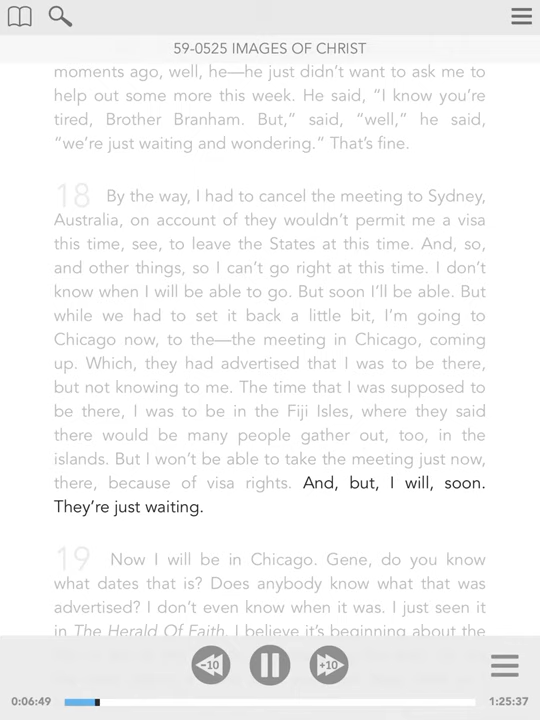 59-0525 IMAGES OF CHRIST
moments ago, well, he—he just didn't want to ask me to
help out some more this week. He said, "I know you're
tired, Brother Branham. But," said, "well," he said,
"we're just waiting and wondering." That's fine.
18 By the way, I had to cancel the meeting to Sydney,
Australia, on account of they wouldn't permit me a visa
this time, see, to leave the States at this time. And, so,
and other things, so I can't go right at this time. I don't
know when I will be able to go. But soon I'll be able. But
while we had to set it back a little bit, I'm going to
Chicago now, to the—the meeting in Chicago, coming
up. Which, they had advertised that I was to be there,
but not knowing to me. The time that I was supposed to
be there, I was to be in the Fiji Isles, where they said
there would be many people gather out, too, in the
islands. But I won't be able to take the meeting just now,
there, because of visa rights. And, but, I will, soon.
They're just waiting.
19 Now I will be in Chicago. Gene, do you know
what dates that is? Does anybody know what that was
advertised? I don't even know when it was. I just seen it
in The Herald Of Faith. I believe it's beginning about the
-10 +10
0:06:49 1:25:37